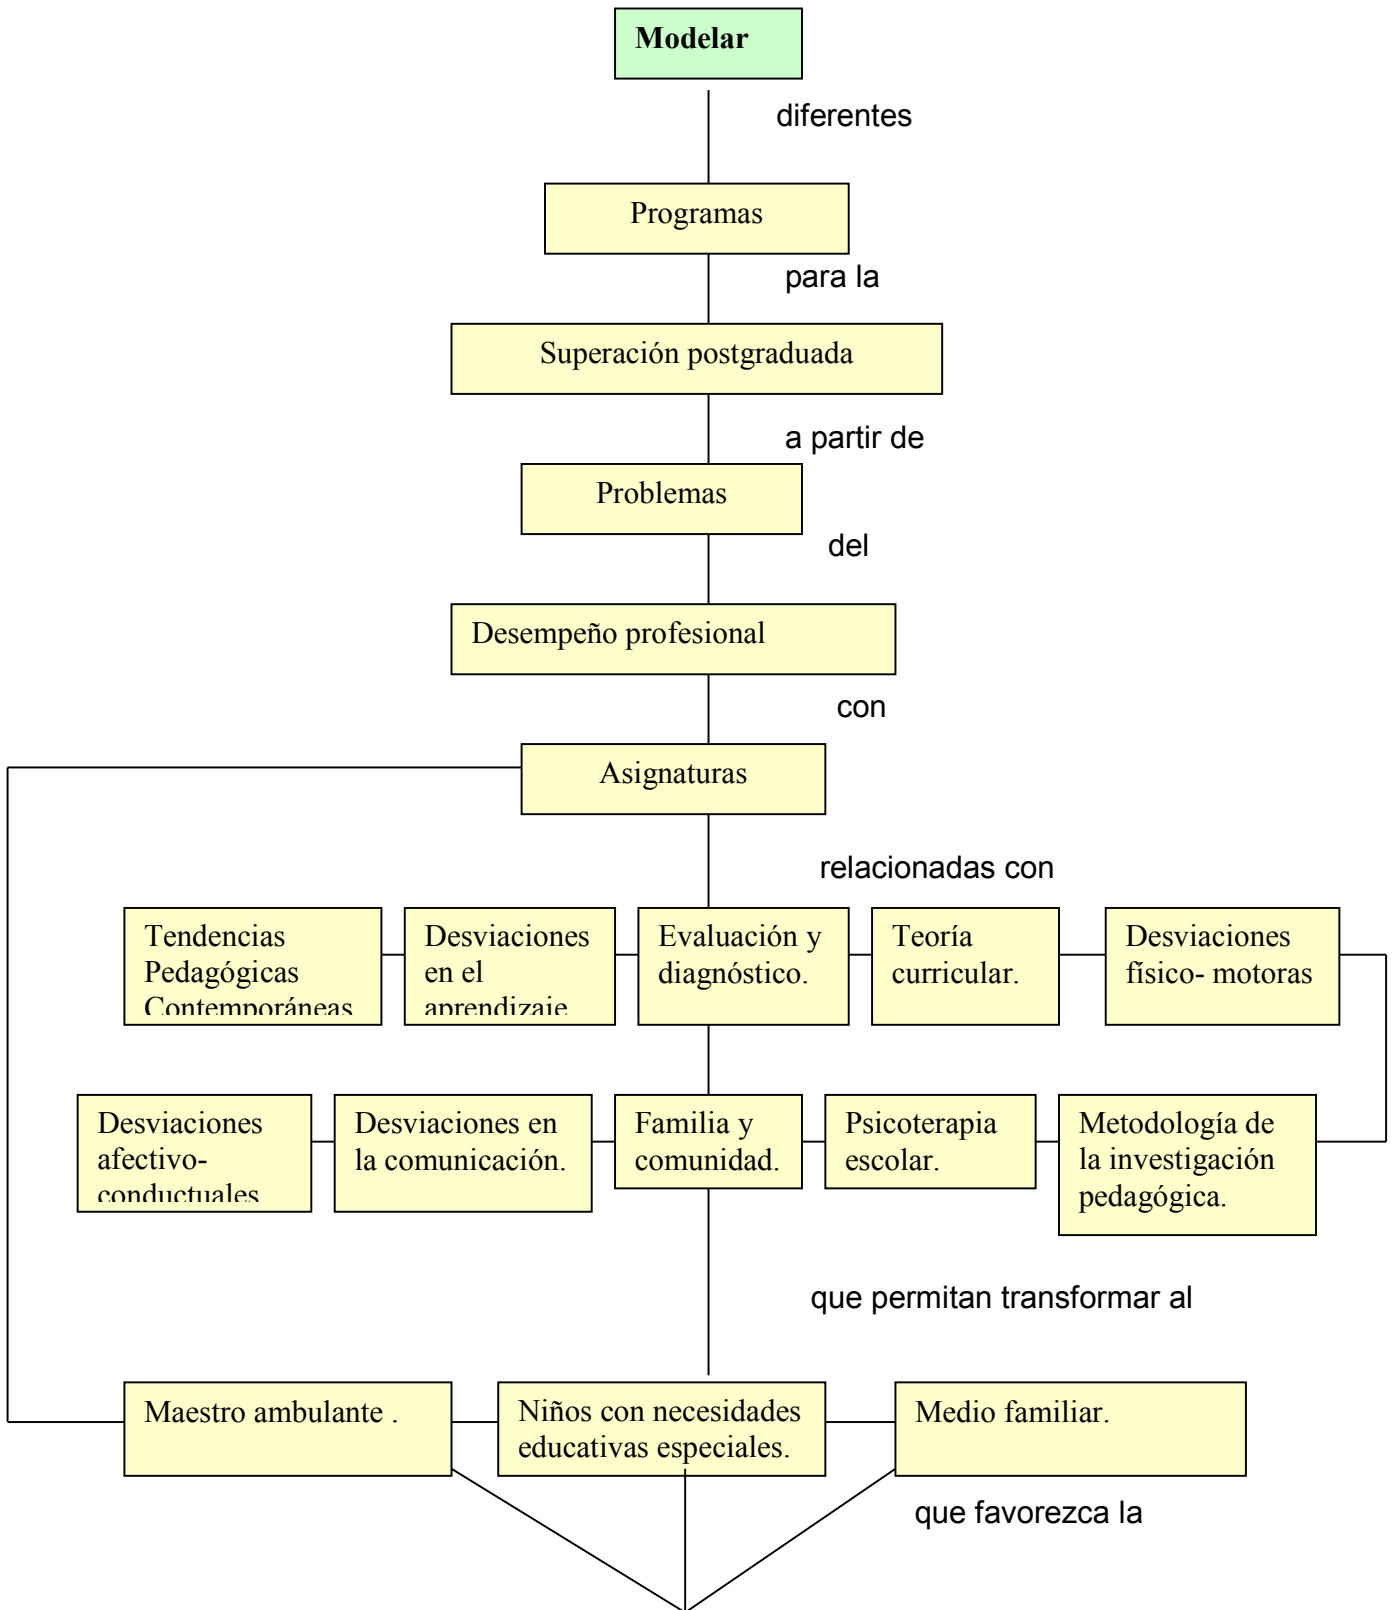 Modelar
diferentes
Programas
para la
Superación postgraduada
a partir de
Problemas
del
Desempeño profesional
con
Asignaturas
relacionadas con
Tendencias
Pedagógicas
Contemporáneas
Desviaciones
en el
aprendizaje
Evaluación y
diagnóstico.
Teoría
curricular.
Desviaciones
físico- motoras
Desviaciones
afectivo-
conductuales
Desviaciones en
la comunicación.
Familia y
comunidad.
Psicoterapia
escolar.
Metodología de
la investigación
pedagógica.
que permitan transformar al
Maestro ambulante .
Niños con necesidades
educativas especiales.
Medio familiar.
que favorezca la